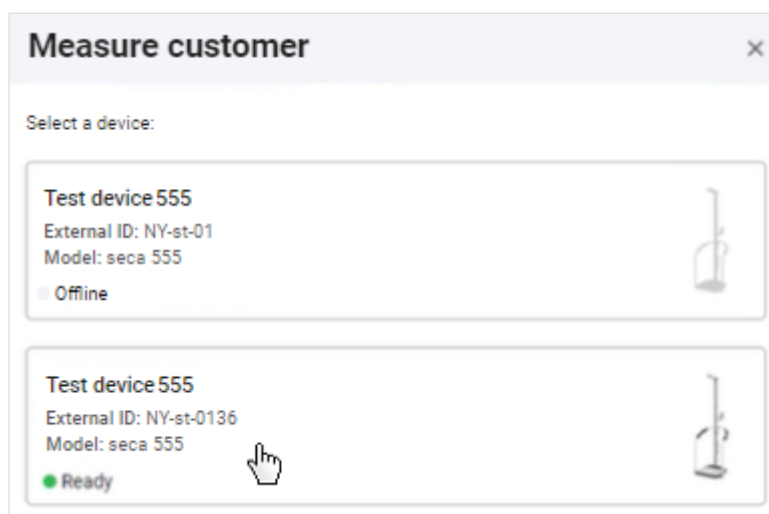 Measure customer
Select a device:
Test device 555
External ID: NY-st-01
Model: seca 555
Offline
Test device 555
External ID: NY-st-0136
Model: seca 555
Ready